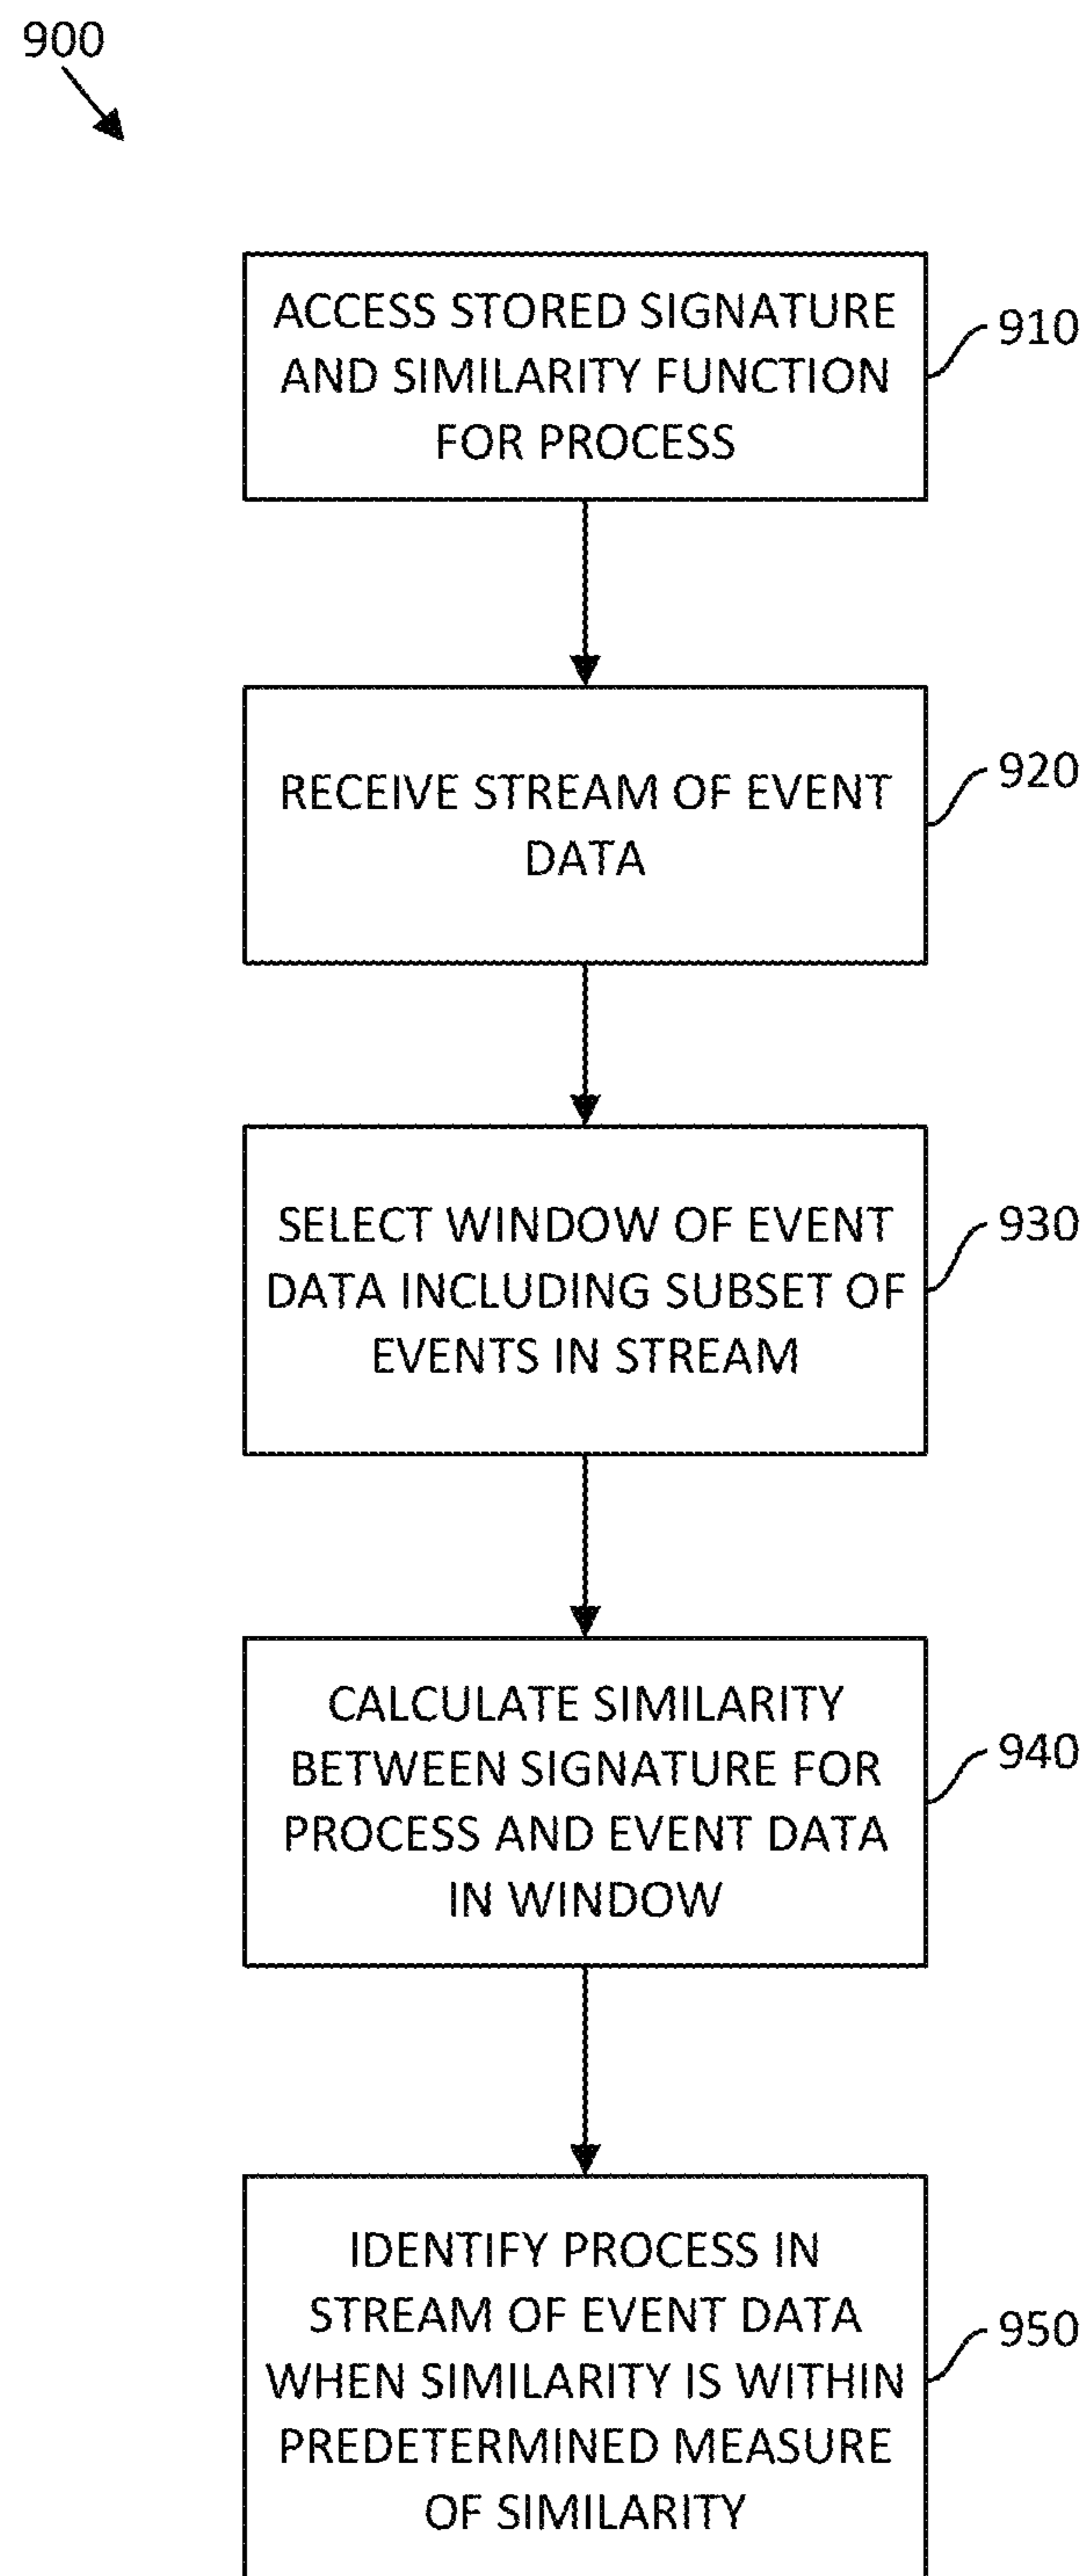 900
ACCESS STORED SIGNATURE
AND SIMILARITY FUNCTION
FOR PROCESS
910
RECEIVE STREAM OF EVENT
DATA
920
SELECT WINDOW OF EVENT
DATA INCLUDING SUBSET OF
EVENTS IN STREAM
930
CALCULATE SIMILARITY
BETWEEN SIGNATURE FOR
PROCESS AND EVENT DATA
IN WINDOW
940
IDENTIFY PROCESS IN
STREAM OF EVENT DATA
WHEN SIMILARITY IS WITHIN
PREDETERMINED MEASURE
OF SIMILARITY
950